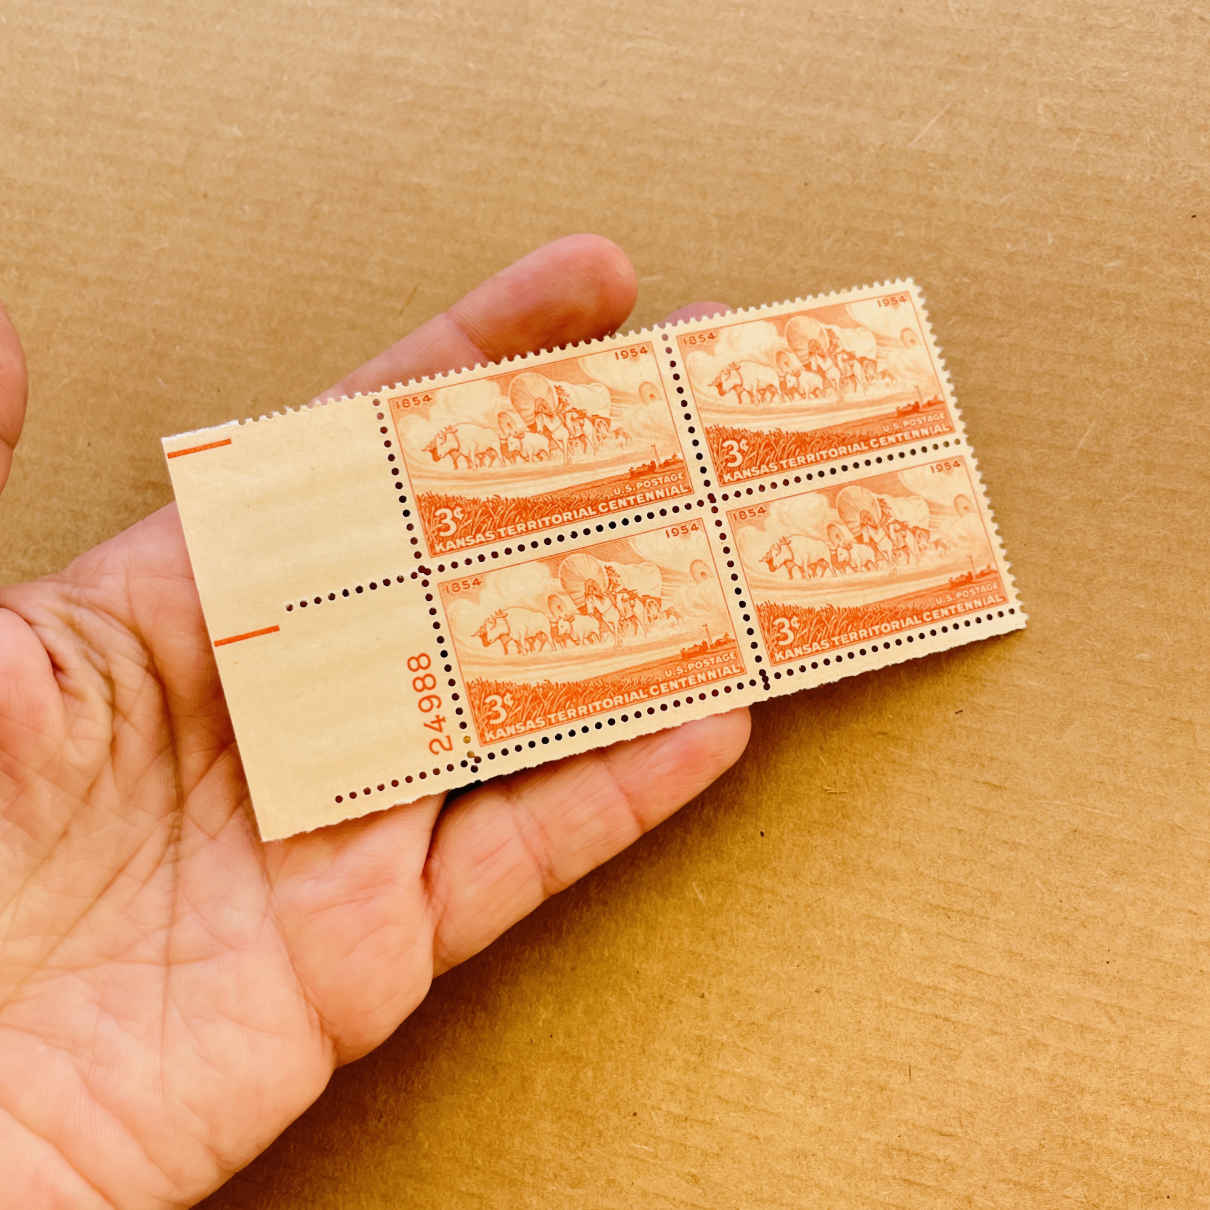 1854 1954
U.S. POSTAGE
3¢
KANSAS TERRITORIAL CENTENNIAL
1854 1954
U.S. POSTAGE
3¢
KANSAS TERRITORIAL CENTENNIAL
1854 1954
U.S. POSTAGE
3¢
KANSAS TERRITORIAL CENTENNIAL
1854 1954
U.S. POSTAGE
3¢
KANSAS TERRITORIAL CENTENNIAL
24988